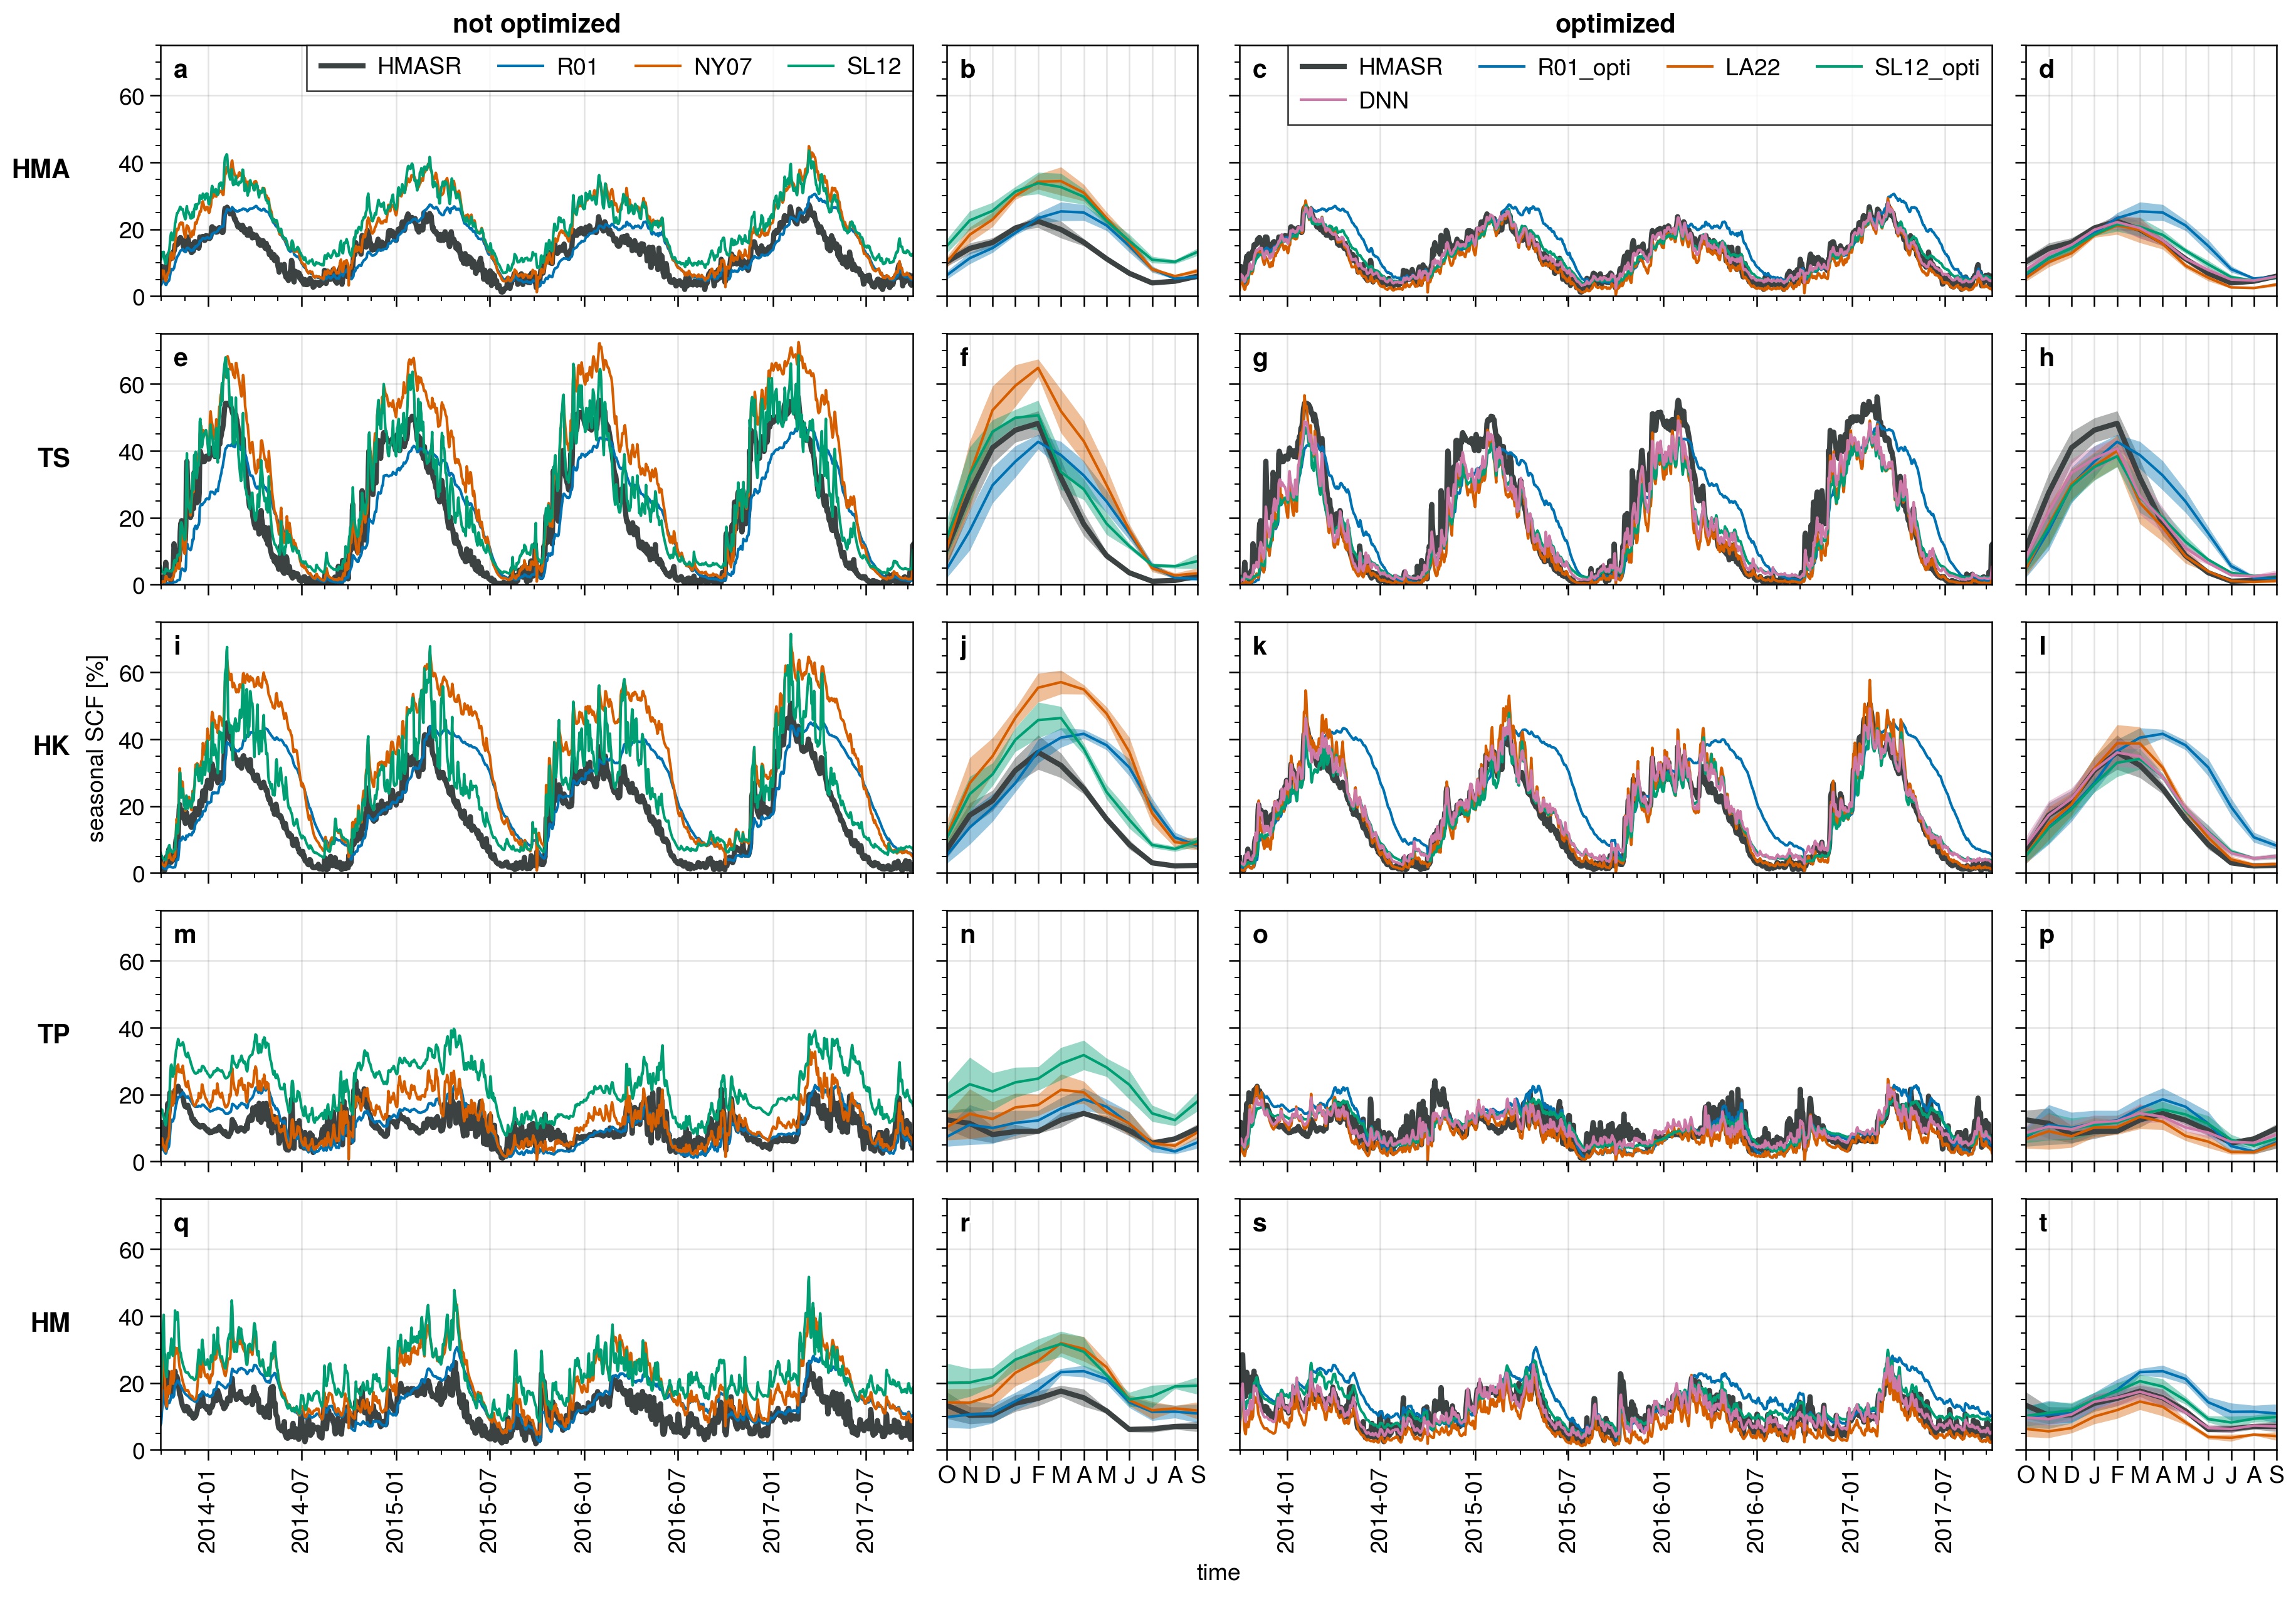 not optimized
optimized
a
HMASR
R01
NY07
SL12
b
c
HMASR
R01_opti
LA22
SL12_opti
DNN
d
HMA
60
40
20
0
e
f
g
h
TS
60
40
20
0
i
j
k
l
HK
seasonal SCF [%]
60
40
20
0
m
n
o
p
TP
60
40
20
0
q
r
s
t
HM
60
40
20
0
O N D J F M A M J J A S
O N D J F M A M J J A S
2014-01
2014-07
2015-01
2015-07
2016-01
2016-07
2017-01
2017-07
2014-01
2014-07
2015-01
2015-07
2016-01
2016-07
2017-01
2017-07
time